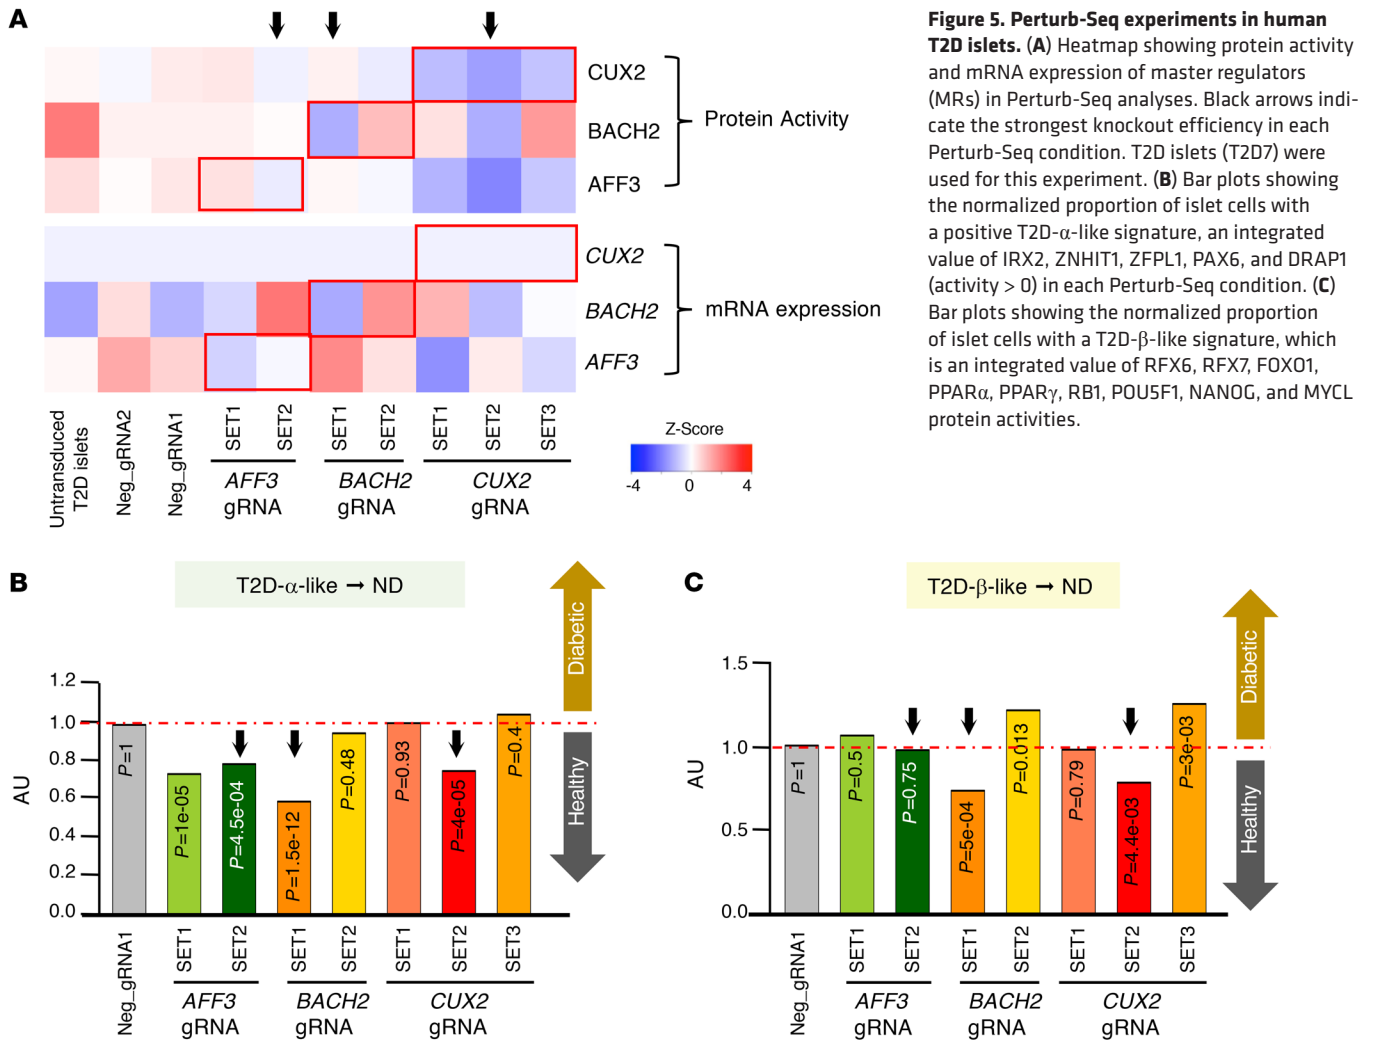 A
CUX2
BACH2
AFF3
Protein Activity
CUX2
BACH2
AFF3
mRNA expression
Untransduced
T2D islets
Neg_gRNA2
Neg_gRNA1
SET1
SET2
SET1
SET2
SET1
SET2
SET3
AFF3
gRNA
BACH2
gRNA
CUX2
gRNA
Z-Score
-4
0
4
Figure 5. Perturb-Seq experiments in human
T2D islets. (A) Heatmap showing protein activity
and mRNA expression of master regulators
(MRs) in Perturb-Seq analyses. Black arrows indi-
cate the strongest knockout efficiency in each
Perturb-Seq condition. T2D islets (T2D7) were
used for this experiment. (B) Bar plots showing
the normalized proportion of islet cells with
a positive T2D-α-like signature, an integrated
value of IRX2, ZNHIT1, ZFPL1, PAX6, and DRAP1
(activity > 0) in each Perturb-Seq condition. (C)
Bar plots showing the normalized proportion
of islet cells with a T2D-β-like signature, which
is an integrated value of RFX6, RFX7, FOXO1,
PPARα, PPARγ, RB1, POU5F1, NANOG, and MYCL
protein activities.
B
T2D-α-like → ND
Diabetic
Healthy
AU
1.2
1.0
0.8
0.6
0.4
0.2
0.0
P=1
P=1e-05
P=4.5e-04
P=1.5e-12
P=0.48
P=0.93
P=4e-05
P=0.4
Neg_gRNA1
SET1
SET2
SET1
SET2
SET1
SET2
SET3
AFF3
gRNA
BACH2
gRNA
CUX2
gRNA
C
T2D-β-like → ND
Diabetic
Healthy
AU
1.5
1.0
0.5
0.0
P=1
P=0.5
P=0.75
P=5e-04
P=0.013
P=0.79
P=4.4e-03
P=3e-03
Neg_gRNA1
SET1
SET2
SET1
SET2
SET1
SET2
SET3
AFF3
gRNA
BACH2
gRNA
CUX2
gRNA